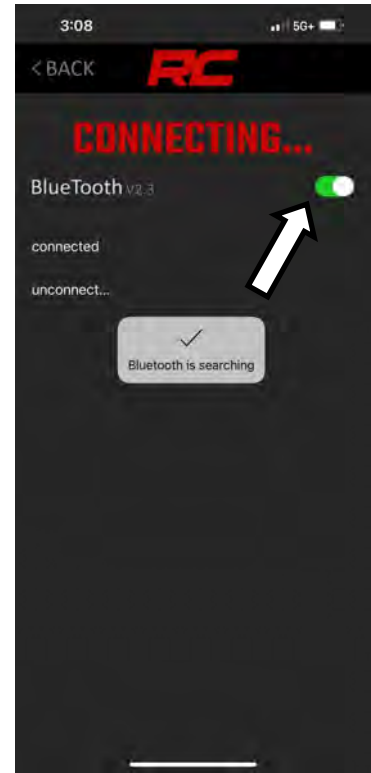 3:08 5G+
< BACK RC
CONNECTING...
BlueTooth V2.3
connected
unconnect...
Bluetooth is searching